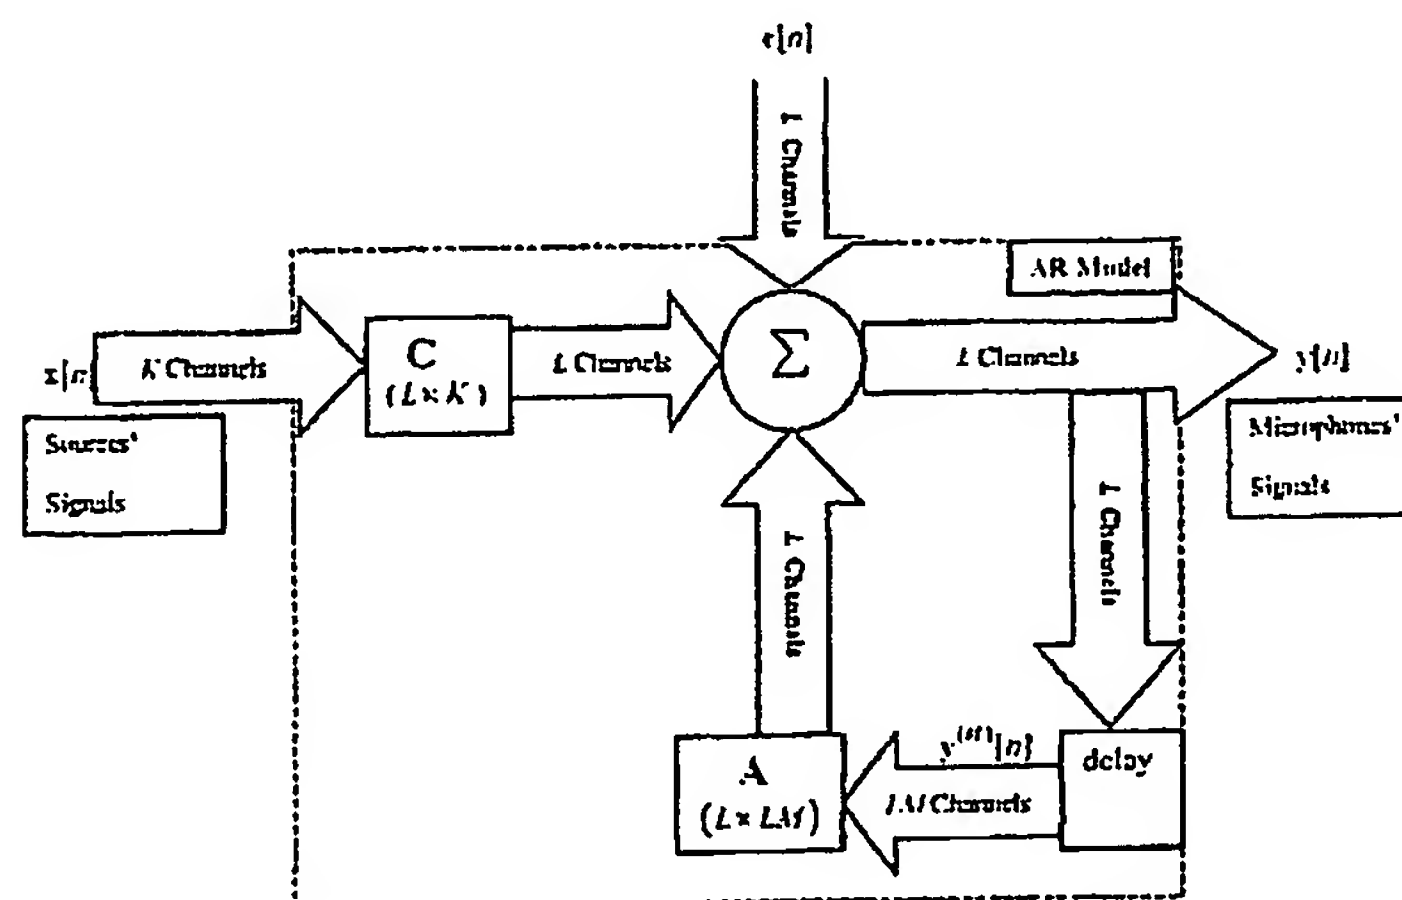 [n]
L Channels
AR Model
x[n
K Channels
C
(L × K)
L Channels
Σ
L Channels
y[n]
Sources'
Signals
Microphones'
Signals
L Channels
L Channels
A
(L × LM)
y(M)[n]
LM Channels
delay